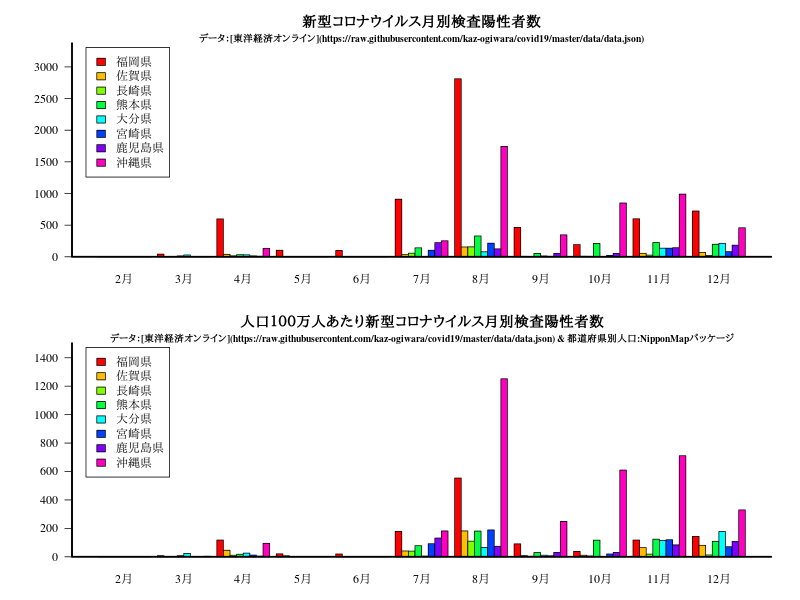 新型コロナウイルス月別検査陽性者数
データ：[東洋経済オンライン](https://raw.githubusercontent.com/kaz-ogiwara/covid19/master/data/data.json)
福岡県
佐賀県
長崎県
熊本県
大分県
宮崎県
鹿児島県
沖縄県
3000
2500
2000
1500
1000
500
0
2月 3月 4月 5月 6月 7月 8月 9月 10月 11月 12月
人口100万人あたり新型コロナウイルス月別検査陽性者数
データ：[東洋経済オンライン](https://raw.githubusercontent.com/kaz-ogiwara/covid19/master/data/data.json) & 都道府県別人口:NipponMapパッケージ
福岡県
佐賀県
長崎県
熊本県
大分県
宮崎県
鹿児島県
沖縄県
1400
1200
1000
800
600
400
200
0
2月 3月 4月 5月 6月 7月 8月 9月 10月 11月 12月